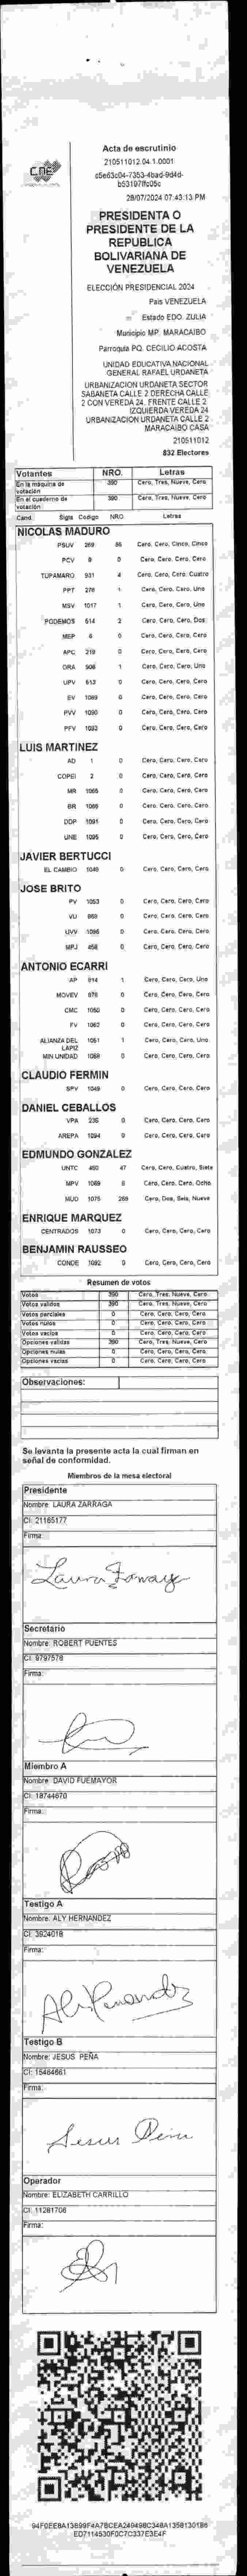 CNE
Acta de escrutinio
210511012.04.1.0001
28/07/2024 07:43:13 PM
PRESIDENTA O
PRESIDENTE DE LA
REPUBLICA
BOLIVARIANA DE
VENEZUELA
ELECCIÓN PRESIDENCIAL 2024
Pais VENEZUELA
Estado EDO. ZULIA
Municipio MP. MARACAIBO
Parroquia PQ. CECILIO ACOSTA
UNIDAD EDUCATIVA NACIONAL
GENERAL RAFAEL URDANETA
URBANIZACION URDANETA SECTOR
SABANETA CALLE 2 DERECHA CALLE
2 CON VEREDA 24. FRENTE CALLE 2
IZQUIERDA VEREDA 24
URBANIZACION URDANETA CALLE 2
MARACAIBO CASA
210511012
832 Electores
Votantes NRO. Letras
En la máquina de votación 390 Cero, Tres, Nueve, Cero
En el cuaderno de votación 390 Cero, Tres, Nueve, Cero
Cand. Sigla Codigo NRO. Letras
NICOLAS MADURO
PSUV 269 Cero, Cero, Cinco, Cinco
PCV 0 Cero, Cero, Cero, Cero
TUPAMARO 931 4 Cero, Cero, Cero, Cuatro
PPT 1 Cero, Cero, Cero, Uno
MSV 1017 1 Cero, Cero, Cero, Uno
PODEMOS 514 2 Cero, Cero, Cero, Dos
MEP 0 Cero, Cero, Cero, Cero
APC 0 Cero, Cero, Cero, Cero
ORA 906 1 Cero, Cero, Cero, Uno
UPV 613 0 Cero, Cero, Cero, Cero
EV 1069 0 Cero, Cero, Cero, Cero
PVV 1090 0 Cero, Cero, Cero, Cero
PFV 1093 0 Cero, Cero, Cero, Cero
LUIS MARTINEZ
AD 1 0 Cero, Cero, Cero, Cero
COPEI 2 0 Cero, Cero, Cero, Cero
MR 1065 0 Cero, Cero, Cero, Cero
BR 1066 0 Cero, Cero, Cero, Cero
DDP 1091 0 Cero, Cero, Cero, Cero
UNE 1095 0 Cero, Cero, Cero, Cero
JAVIER BERTUCCI
EL CAMBIO 1049 0 Cero, Cero, Cero, Cero
JOSE BRITO
PV 1053 0 Cero, Cero, Cero, Cero
VU 869 0 Cero, Cero, Cero, Cero
UVV 1096 0 Cero, Cero, Cero, Cero
MPJ 458 0 Cero, Cero, Cero, Cero
ANTONIO ECARRI
AP 914 1 Cero, Cero, Cero, Uno
MOVEV 978 0 Cero, Cero, Cero, Cero
CMC 1050 0 Cero, Cero, Cero, Cero
FV 1062 0 Cero, Cero, Cero, Cero
ALIANZA DEL LAPIZ 1051 1 Cero, Cero, Cero, Uno
MIN UNIDAD 1068 0 Cero, Cero, Cero, Cero
CLAUDIO FERMIN
SPV 1048 0 Cero, Cero, Cero, Cero
DANIEL CEBALLOS
VPA 235 0 Cero, Cero, Cero, Cero
AREPA 1094 0 Cero, Cero, Cero, Cero
EDMUNDO GONZALEZ
UNTC 460 47 Cero, Cero, Cuatro, Siete
MPV 1069 8 Cero, Cero, Cero, Ocho
MUD 1075 269 Cero, Dos, Seis, Nueve
ENRIQUE MARQUEZ
CENTRADOS 1073 0 Cero, Cero, Cero, Cero
BENJAMIN RAUSSEO
CONDE 1092 0 Cero, Cero, Cero, Cero
Resumen de votos
Votos 390 Cero, Tres, Nueve, Cero
Votos validos 390 Cero, Tres, Nueve, Cero
Votos parciales 0 Cero, Cero, Cero, Cero
Votos nulos 0 Cero, Cero, Cero, Cero
Votos vacios 0 Cero, Cero, Cero, Cero
Opciones validas 390 Cero, Tres, Nueve, Cero
Opciones nulas 0 Cero, Cero, Cero, Cero
Opciones vacias 0 Cero, Cero, Cero, Cero
Observaciones:
Se levanta la presente acta la cual firman en
señal de conformidad.
Miembros de la mesa electoral
Presidente
Nombre: LAURA ZARRAGA
CI: 21165177
Firma:
Laura
Secretario
Nombre: ROBERT PUENTES
CI: 9797578
Firma:
Miembro A
Nombre: DAVID FUEMAYOR
CI: 18744670
Firma:
Testigo A
Nombre: ALY HERNANDEZ
CI: 3924018
Firma:
Aly Hernandez
Testigo B
Nombre: JESUS PEÑA
CI: 15464661
Firma:
Jesus Peña
Operador
Nombre: ELIZABETH CARRILLO
CI: 11281706
Firma: